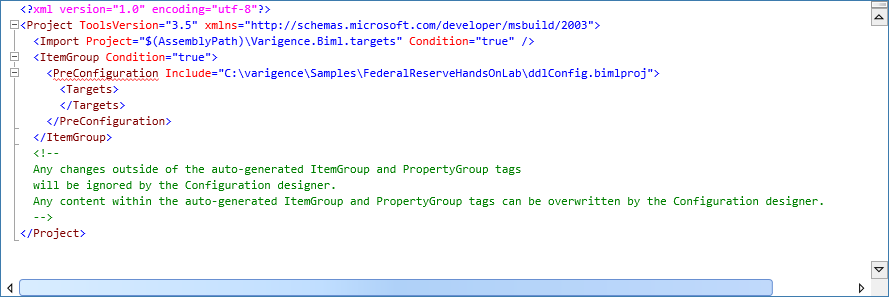 <?xml version="1.0" encoding="utf-8"?>
<Project ToolsVersion="3.5" xmlns="http://schemas.microsoft.com/developer/msbuild/2003">
<Import Project="$(AssemblyPath)\Varigence.Biml.targets" Condition="true" />
<ItemGroup Condition="true">
<PreConfiguration Include="C:\varigence\Samples\FederalReserveHandsOnLab\ddlConfig.bimlproj">
<Targets>
</Targets>
</PreConfiguration>
</ItemGroup>
<!--
Any changes outside of the auto-generated ItemGroup and PropertyGroup tags
will be ignored by the Configuration designer.
Any content within the auto-generated ItemGroup and PropertyGroup tags can be overwritten by the Configuration designer.
-->
</Project>